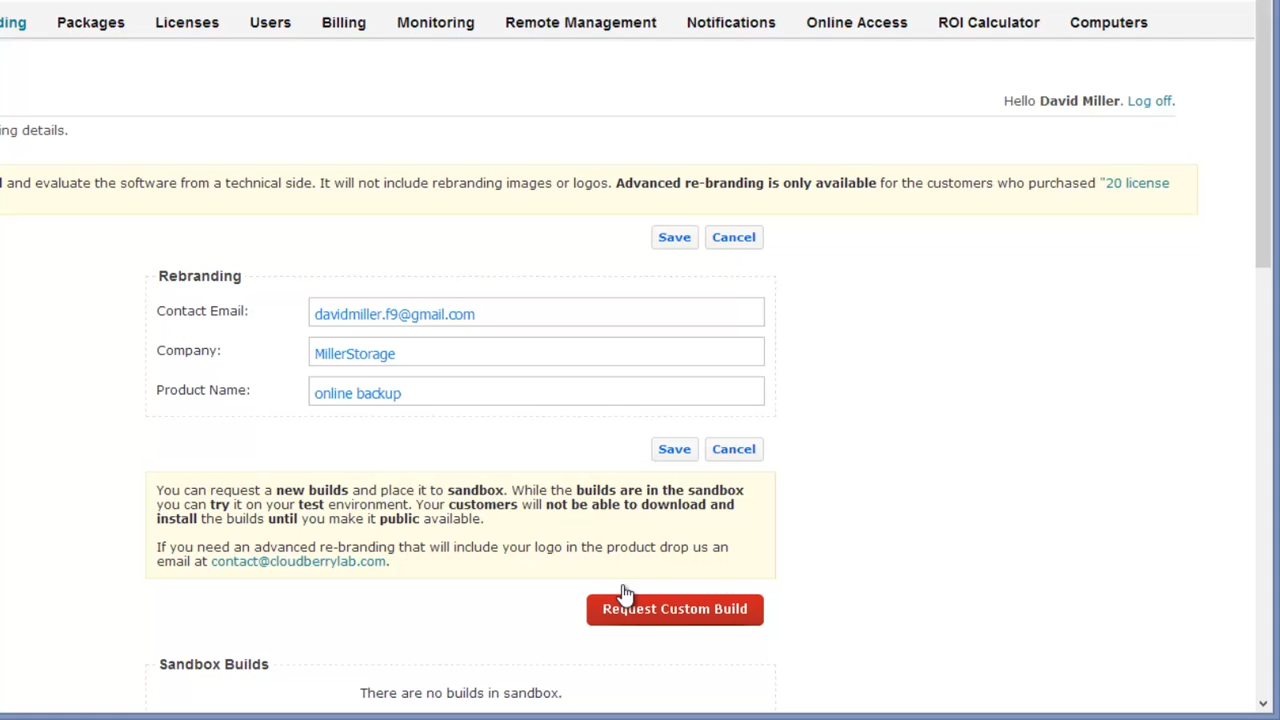 ding Packages Licenses Users Billing Monitoring Remote Management Notifications Online Access ROI Calculator Computers
Hello David Miller. Log off.
ing details.
and evaluate the software from a technical side. It will not include rebranding images or logos. Advanced re-branding is only available for the customers who purchased "20 license
Save Cancel
Rebranding
Contact Email: davidmiller.f9@gmail.com
Company: MillerStorage
Product Name: online backup
Save Cancel
You can request a new builds and place it to sandbox. While the builds are in the sandbox
you can try it on your test environment. Your customers will not be able to download and
install the builds until you make it public available.
If you need an advanced re-branding that will include your logo in the product drop us an
email at contact@cloudberrylab.com.
Request Custom Build
Sandbox Builds
There are no builds in sandbox.